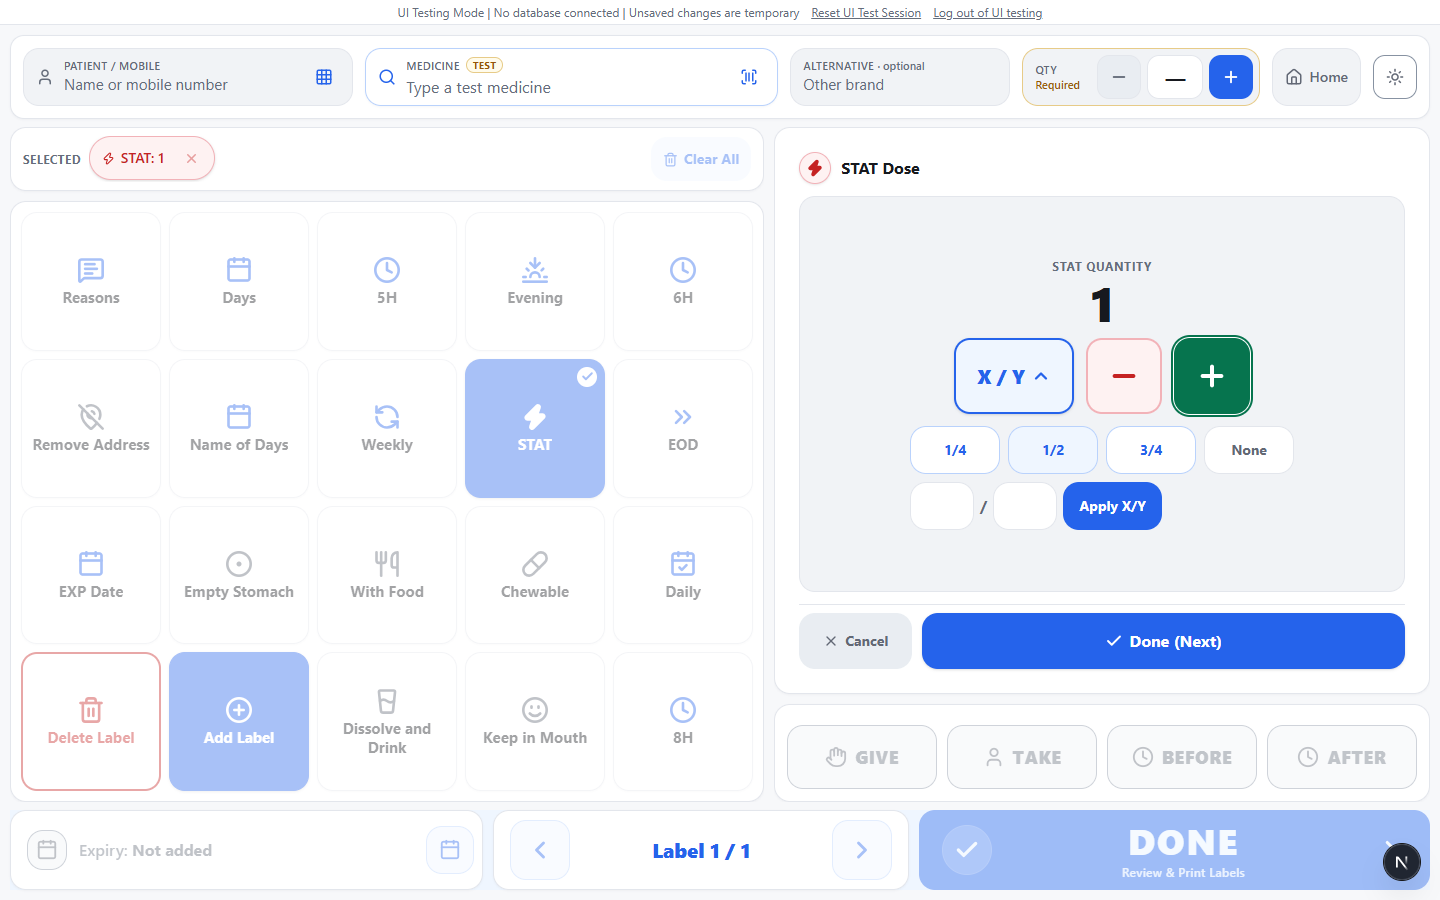 UI Testing Mode | No database connected | Unsaved changes are temporary Reset UI Test Session Log out of UI testing
PATIENT / MOBILE
Name or mobile number
MEDICINE TEST
Type a test medicine
ALTERNATIVE · optional
Other brand
QTY
Required
—
Home
SELECTED
STAT: 1
Clear All
Reasons
Days
5H
Evening
6H
Remove Address
Name of Days
Weekly
STAT
EOD
EXP Date
Empty Stomach
With Food
Chewable
Daily
Delete Label
Add Label
Dissolve and
Drink
Keep in Mouth
8H
STAT Dose
STAT QUANTITY
1
X / Y
1/4
1/2
3/4
None
/
Apply X/Y
Cancel
Done (Next)
GIVE
TAKE
BEFORE
AFTER
Expiry: Not added
Label 1 / 1
DONE
Review & Print Labels
N